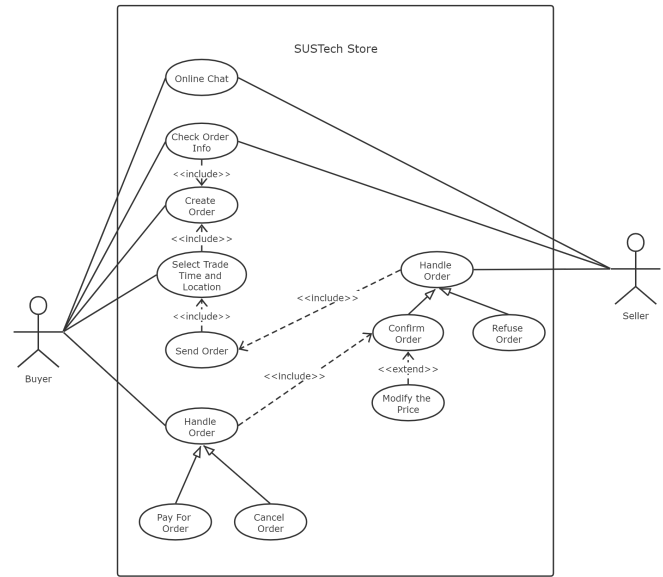 SUSTech Store
Online Chat
Check Order
Info
<<include>>
Create
Order
<<include>>
Select Trade
Time and
Location
<<include>>
Send Order
Handle
Order
<<include>>
Confirm
Order
Refuse
Order
<<include>>
<<extend>>
Modify the
Price
Handle
Order
Pay For
Order
Cancel
Order
Buyer
Seller